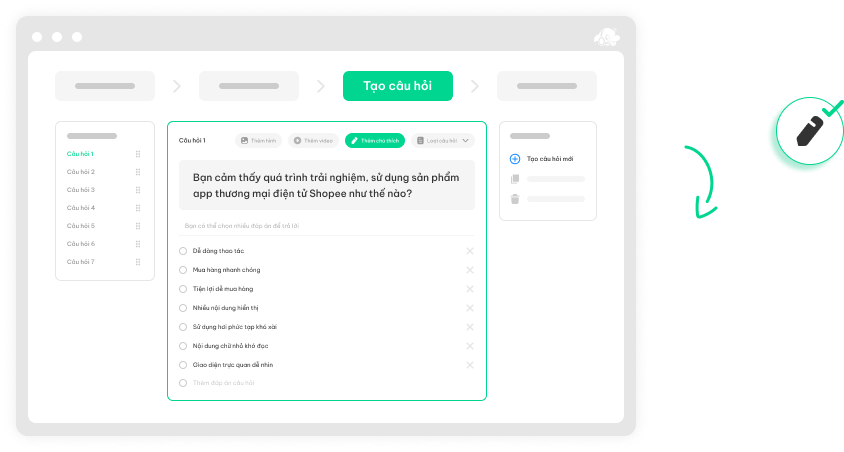 Tạo câu hỏi
Câu hỏi 1
Câu hỏi 2
Câu hỏi 3
Câu hỏi 4
Câu hỏi 5
Câu hỏi 6
Câu hỏi 7
Câu hỏi 1
Thêm hình
Thêm video
Thêm chú thích
Loại câu hỏi
Bạn cảm thấy quá trình trải nghiệm, sử dụng sản phẩm
app thương mại điện tử Shopee như thế nào?
Bạn có thể chọn nhiều đáp án để trả lời
Dễ dàng thao tác
Mua hàng nhanh chóng
Tiện lợi dễ mua hàng
Nhiều nội dung hiển thị
Sử dụng hơi phức tạp khó xài
Nội dung chữ nhỏ khó đọc
Giao diện trực quan dễ nhìn
Thêm đáp án câu hỏi
Tạo câu hỏi mới